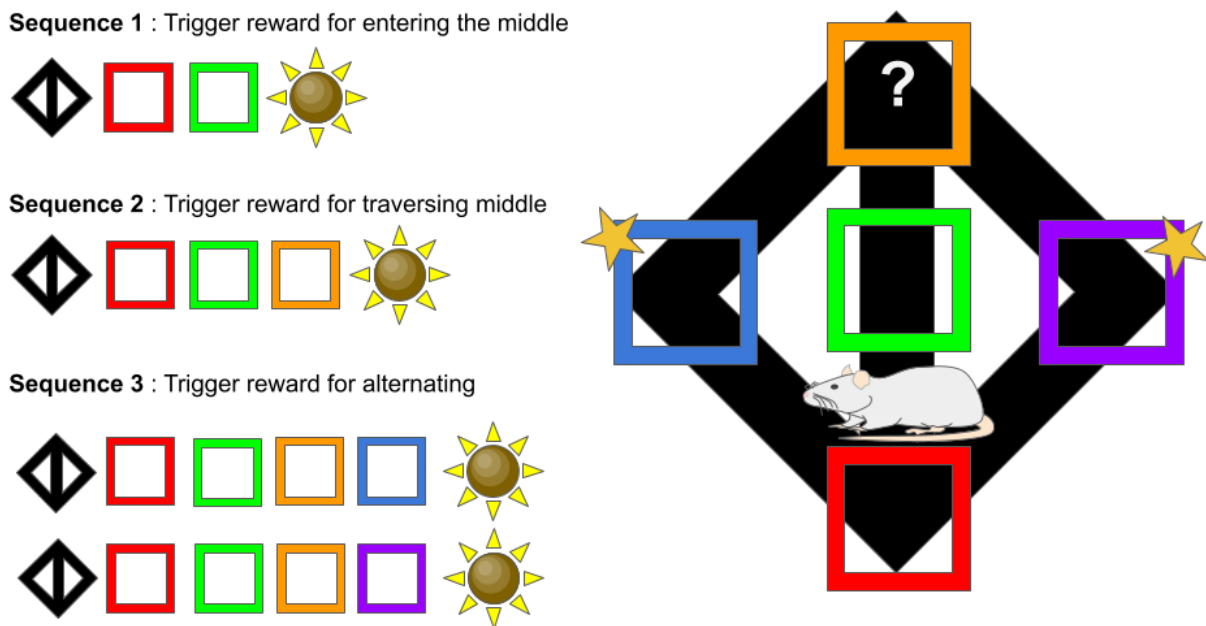 Sequence 1 : Trigger reward for entering the middle
Sequence 2 : Trigger reward for traversing middle
Sequence 3 : Trigger reward for alternating
?